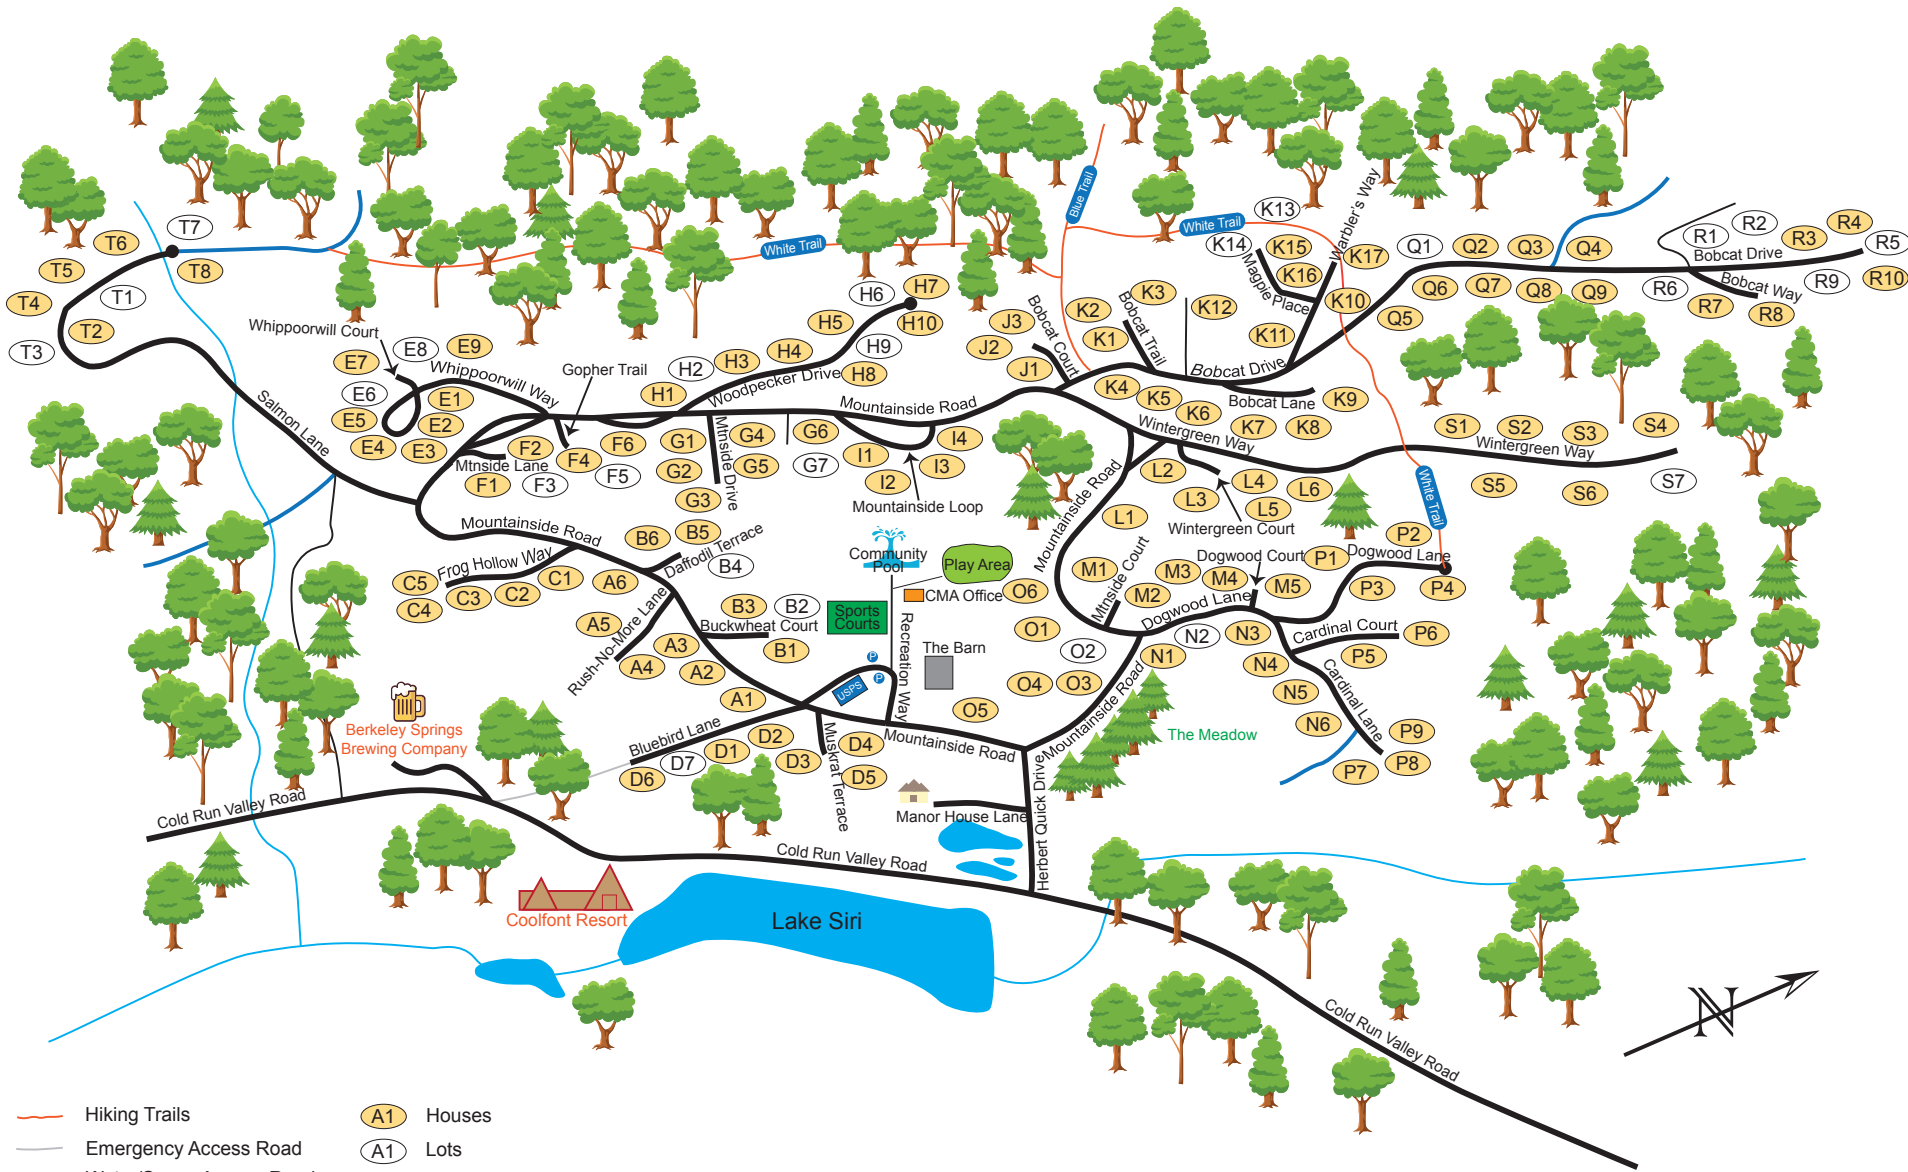 Blue Trail
White Trail
White Trail
White Trail
Warbler's Way
K13
K14
K15
K16
K17
Magpie Place
K10
K11
K12
Q1
Q2
Q3
Q4
Q5
Q6
Q7
Q8
Q9
R1
R2
R3
R4
R5
Bobcat Drive
R6
Bobcat Way
R7
R8
R9
R10
T7
T6
T5
T8
T4
T1
T2
T3
Whippoorwill Court
E7
E8
E9
E6
E5
E4
E3
E1
E2
Whippoorwill Way
Gopher Trail
Salmon Lane
F2
F4
F6
Mtnside Lane
F1
F3
F5
H1
H2
H3
H4
H5
H6
H7
H10
H9
H8
Woodpecker Drive
G1
G2
G3
G4
G5
G6
G7
Mtnside Drive
Mountainside Road
I1
I2
I3
I4
Mountainside Loop
J3
J2
J1
Bobcat Court
K2
K1
K3
Bobcat Trail
K4
K5
K6
K7
K8
K9
Bobcat Drive
Bobcat Lane
Wintergreen Way
S1
S2
S3
S4
Wintergreen Way
S5
S6
S7
L2
L3
L4
L5
L6
L1
Wintergreen Court
Mountainside Road
Mountainside Road
B6
B5
Daffodil Terrace
B4
Frog Hollow Way
C5
C4
C3
C2
C1
A6
A5
Rush-No-More Lane
A4
A3
A2
A1
B3
B2
Buckwheat Court
B1
Community
Pool
Play Area
CMA Office
Sports
Courts
Recreation Way
The Barn
P
P
USPS
O6
O1
O2
O4
O3
O5
M1
M2
M3
M4
M5
Mtnside Court
Dogwood Court
Dogwood Lane
P1
P2
Dogwood Lane
P3
P4
N1
N2
N3
N4
N5
N6
Cardinal Court
P5
P6
Cardinal Lane
P9
P8
P7
Mountainside Road
The Meadow
Berkeley Springs
Brewing Company
Bluebird Lane
D6
D7
D1
D2
D3
D4
D5
Muskrat Terrace
Mountainside Road
Manor House Lane
Herbert Quick Drive
Cold Run Valley Road
Cold Run Valley Road
Coolfont Resort
Lake Siri
Cold Run Valley Road
N
Hiking Trails
A1
Houses
Emergency Access Road
A1
Lots